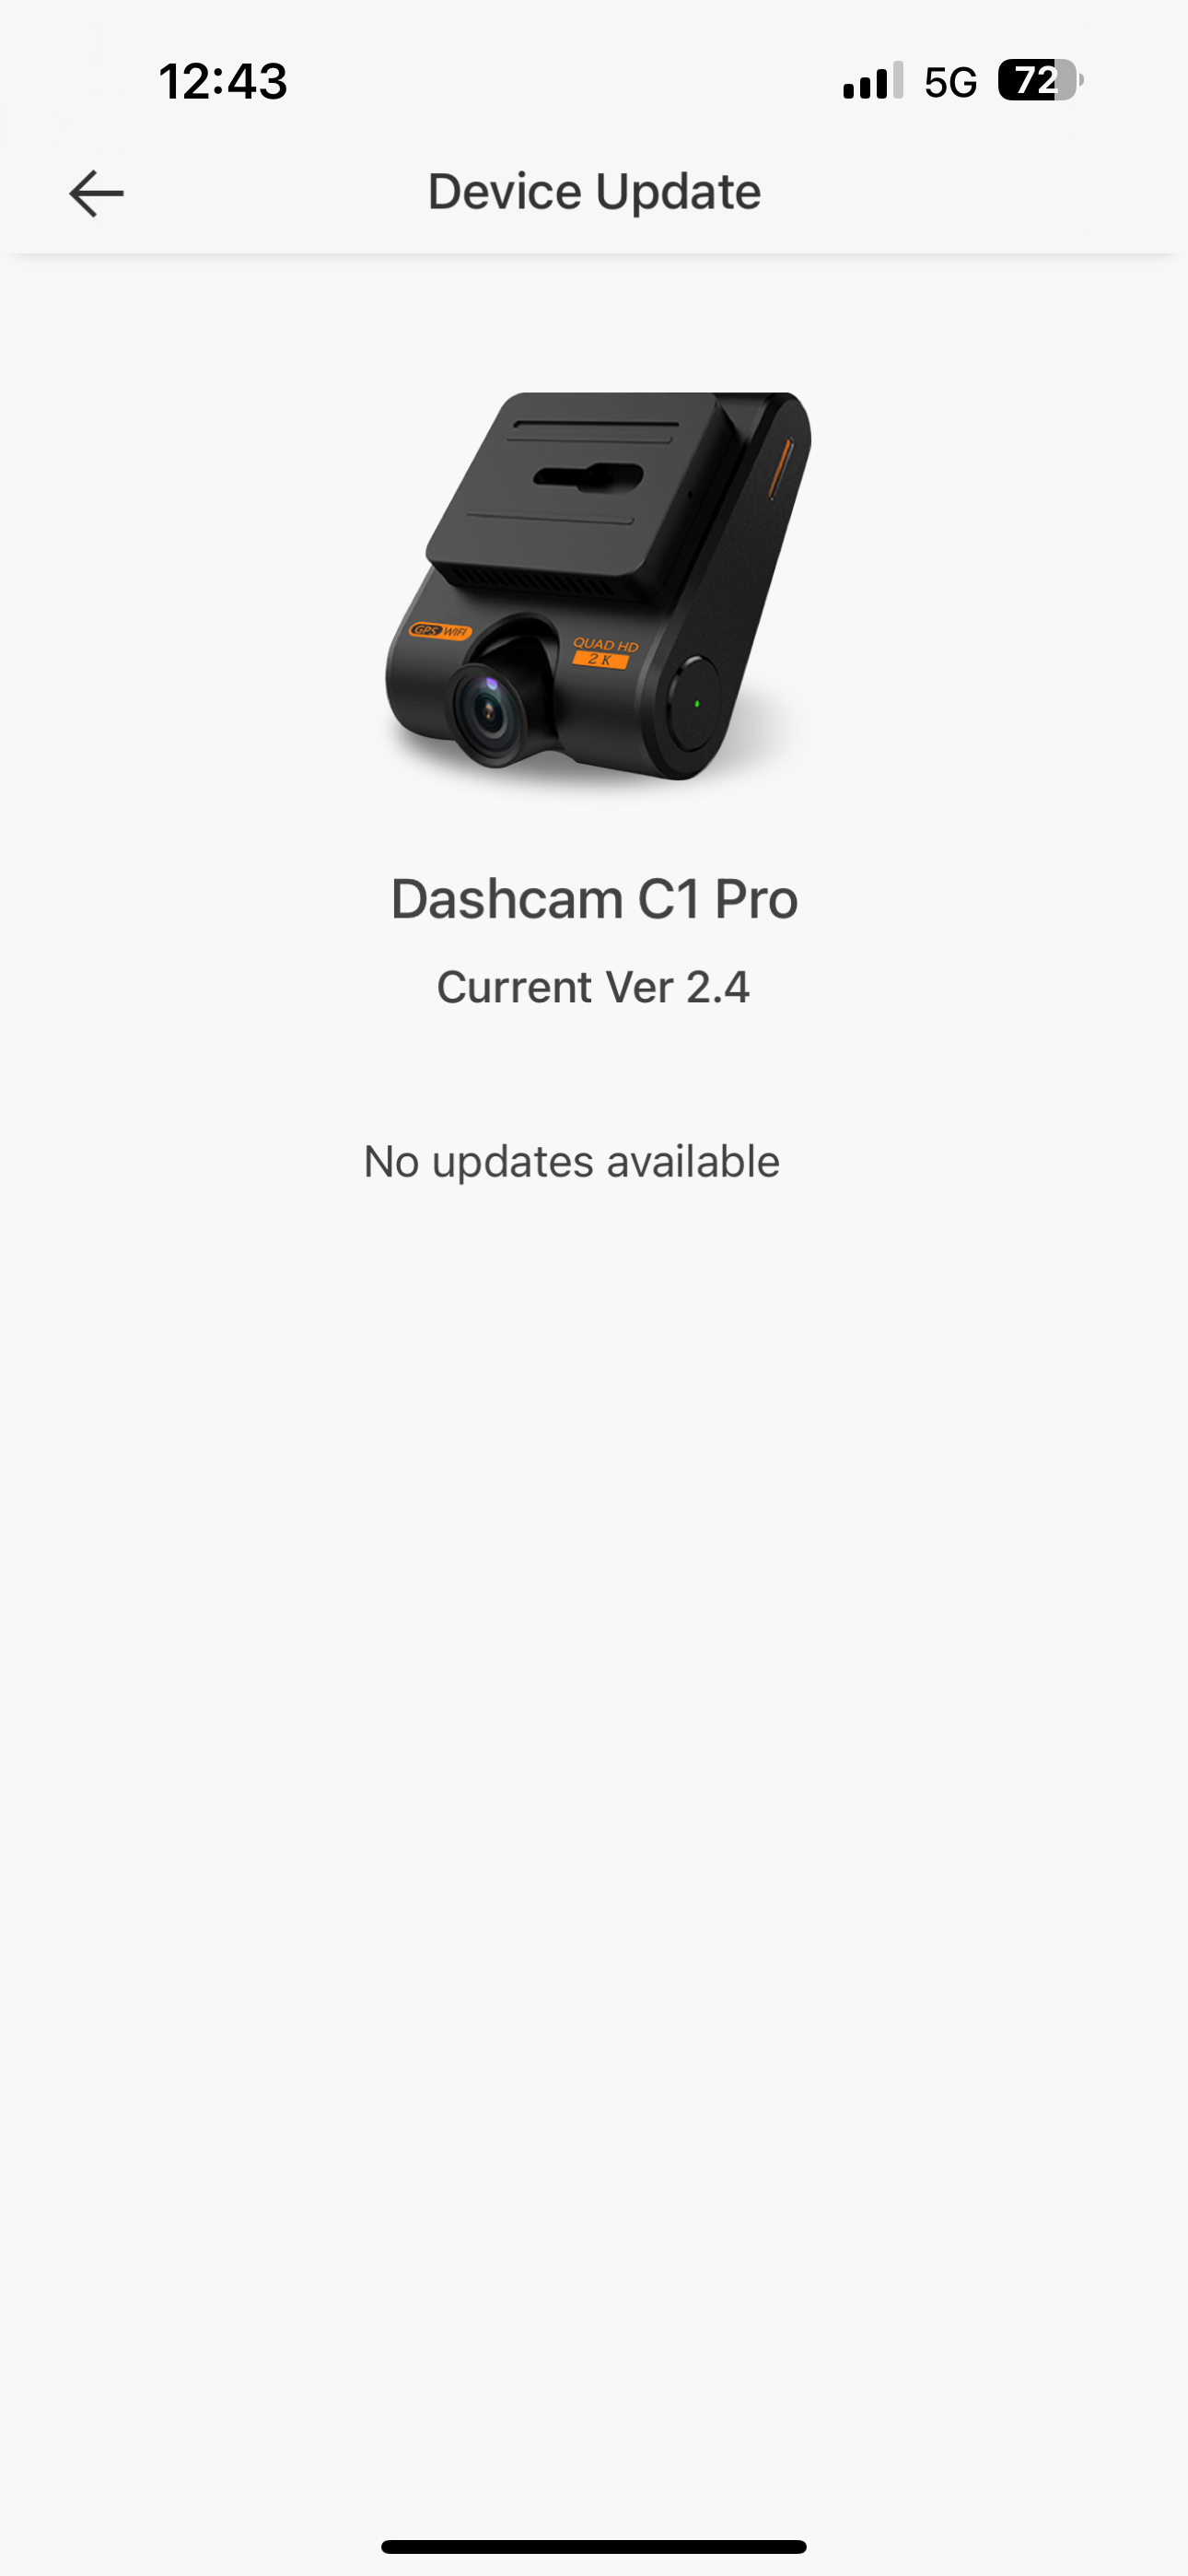 12:43
5G 72
Device Update
GPS WIFI
QUAD HD
2K
Dashcam C1 Pro
Current Ver 2.4
No updates available